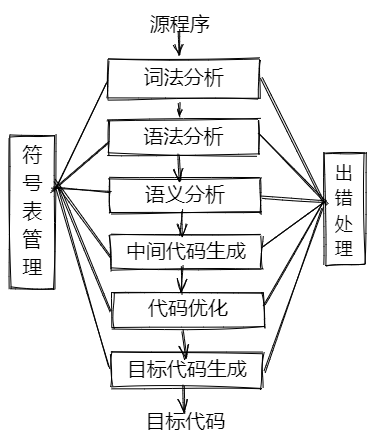 源程序
词法分析
语法分析
符号表管理
出错处理
语义分析
中间代码生成
代码优化
目标代码生成
目标代码